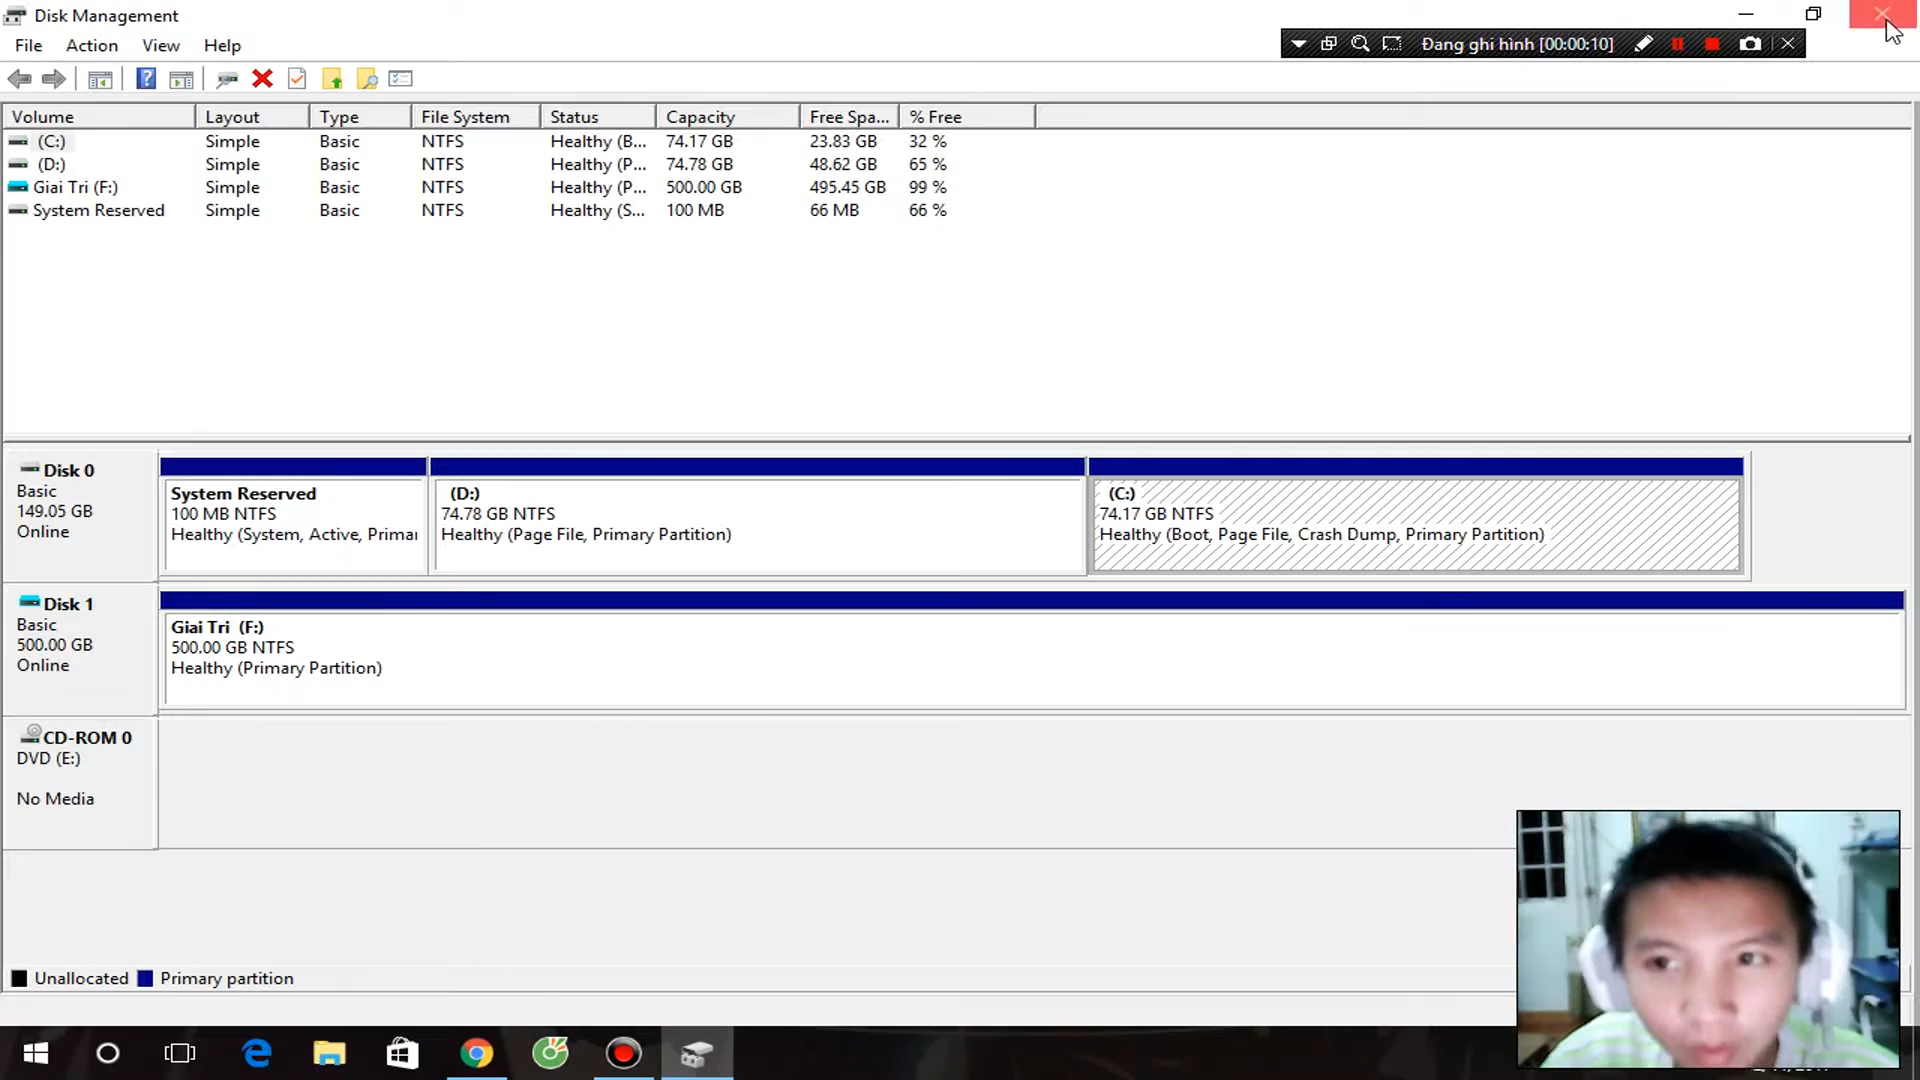 Disk Management
File Action View Help
Đang ghi hình [00:00:10]
Volume Layout Type File System Status Capacity Free Spa... % Free
(C:) Simple Basic NTFS Healthy (B... 74.17 GB 23.83 GB 32 %
(D:) Simple Basic NTFS Healthy (P... 74.78 GB 48.62 GB 65 %
Giai Tri (F:) Simple Basic NTFS Healthy (P... 500.00 GB 495.45 GB 99 %
System Reserved Simple Basic NTFS Healthy (S... 100 MB 66 MB 66 %
Disk 0
Basic
149.05 GB
Online
System Reserved
100 MB NTFS
Healthy (System, Active, Primar
(D:)
74.78 GB NTFS
Healthy (Page File, Primary Partition)
(C:)
74.17 GB NTFS
Healthy (Boot, Page File, Crash Dump, Primary Partition)
Disk 1
Basic
500.00 GB
Online
Giai Tri (F:)
500.00 GB NTFS
Healthy (Primary Partition)
CD-ROM 0
DVD (E:)
No Media
Unallocated Primary partition